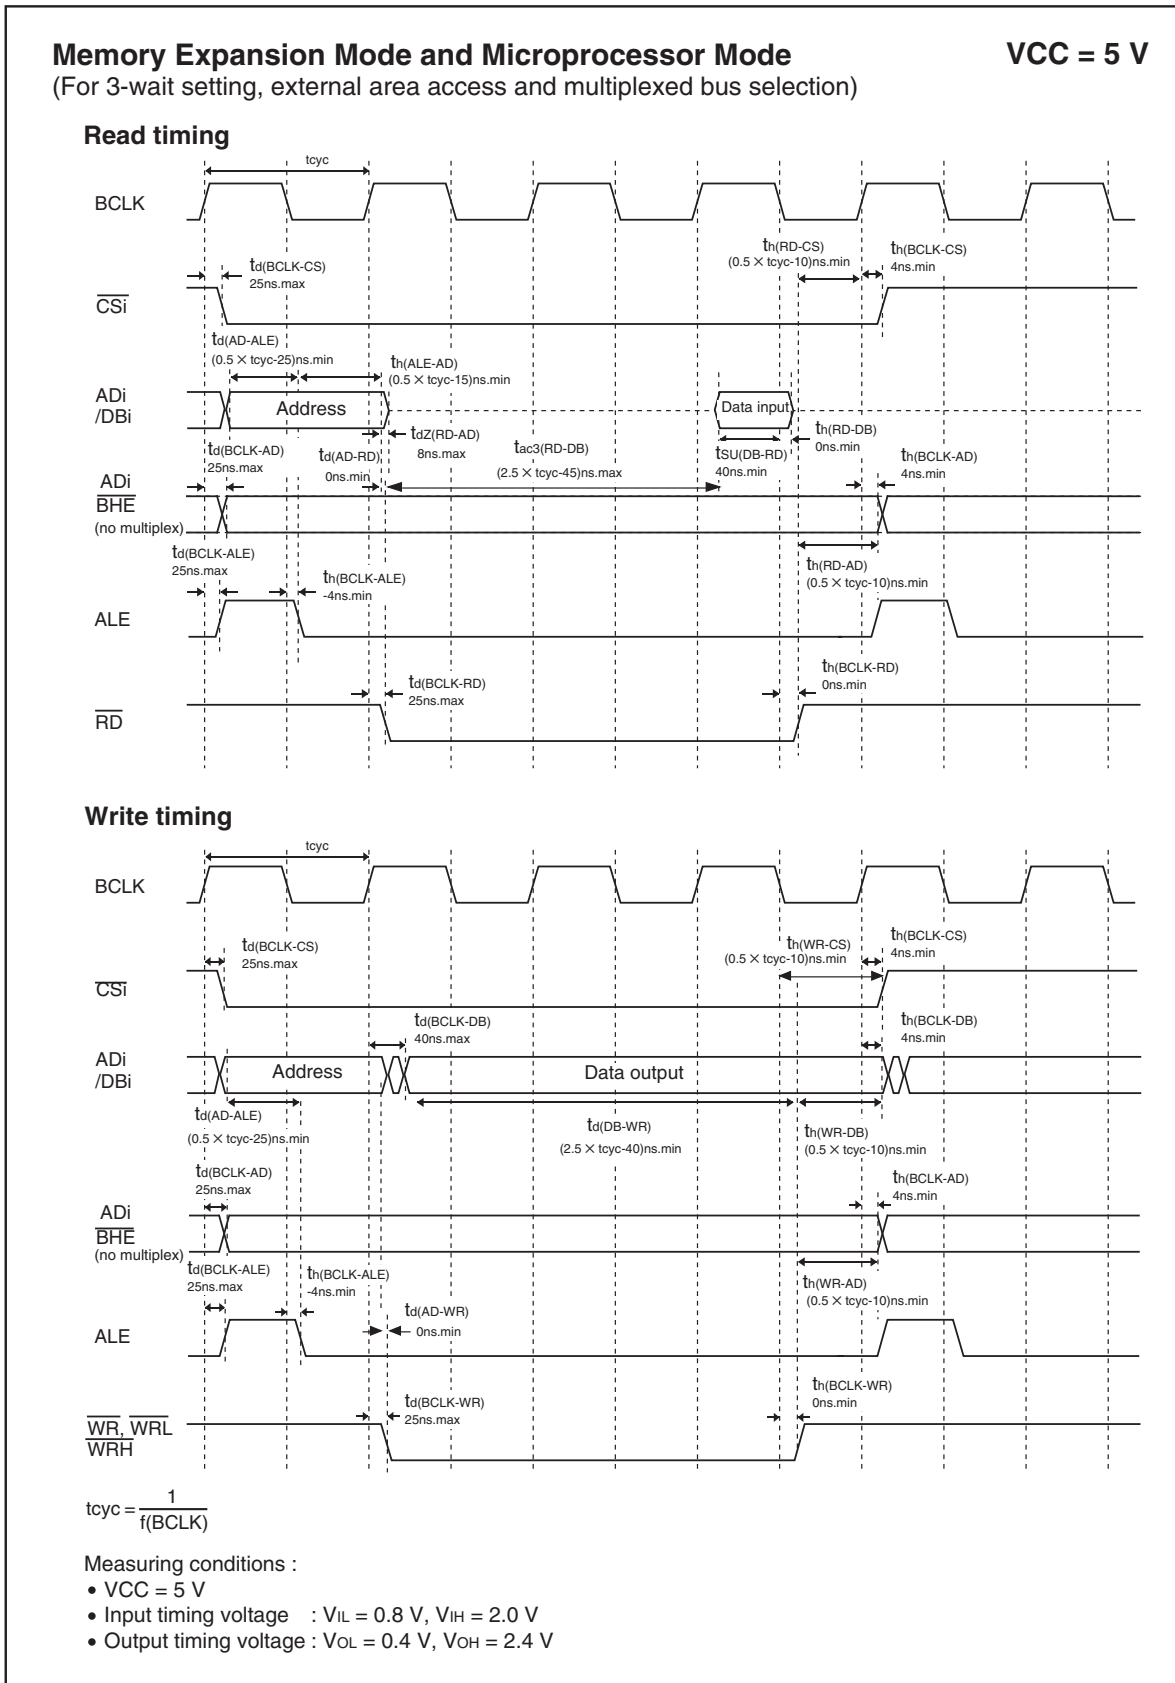 Memory Expansion Mode and Microprocessor Mode
VCC = 5 V
(For 3-wait setting, external area access and multiplexed bus selection)
Read timing
tcyc
BCLK
th(RD-CS)
(0.5 × tcyc-10)ns.min
th(BCLK-CS)
4ns.min
td(BCLK-CS)
25ns.max
CSi
td(AD-ALE)
(0.5 × tcyc-25)ns.min
th(ALE-AD)
(0.5 × tcyc-15)ns.min
ADi
/DBi
Address
Data input
th(RD-DB)
0ns.min
td(BCLK-AD)
25ns.max
td(AD-RD)
0ns.min
tdZ(RD-AD)
8ns.max
tac3(RD-DB)
(2.5 × tcyc-45)ns.max
tSU(DB-RD)
40ns.min
th(BCLK-AD)
4ns.min
ADi
BHE
(no multiplex)
td(BCLK-ALE)
25ns.max
th(BCLK-ALE)
-4ns.min
th(RD-AD)
(0.5 × tcyc-10)ns.min
ALE
td(BCLK-RD)
25ns.max
th(BCLK-RD)
0ns.min
RD
Write timing
tcyc
BCLK
td(BCLK-CS)
25ns.max
th(WR-CS)
(0.5 × tcyc-10)ns.min
th(BCLK-CS)
4ns.min
CSi
td(BCLK-DB)
40ns.max
th(BCLK-DB)
4ns.min
ADi
/DBi
Address
Data output
td(AD-ALE)
(0.5 × tcyc-25)ns.min
td(DB-WR)
(2.5 × tcyc-40)ns.min
th(WR-DB)
(0.5 × tcyc-10)ns.min
td(BCLK-AD)
25ns.max
th(BCLK-AD)
4ns.min
ADi
BHE
(no multiplex)
td(BCLK-ALE)
25ns.max
th(BCLK-ALE)
-4ns.min
th(WR-AD)
(0.5 × tcyc-10)ns.min
td(AD-WR)
0ns.min
ALE
td(BCLK-WR)
25ns.max
th(BCLK-WR)
0ns.min
WR, WRL
WRH
tcyc = 1
f(BCLK)
Measuring conditions :
• VCC = 5 V
• Input timing voltage : VIL = 0.8 V, VIH = 2.0 V
• Output timing voltage : VOL = 0.4 V, VOH = 2.4 V